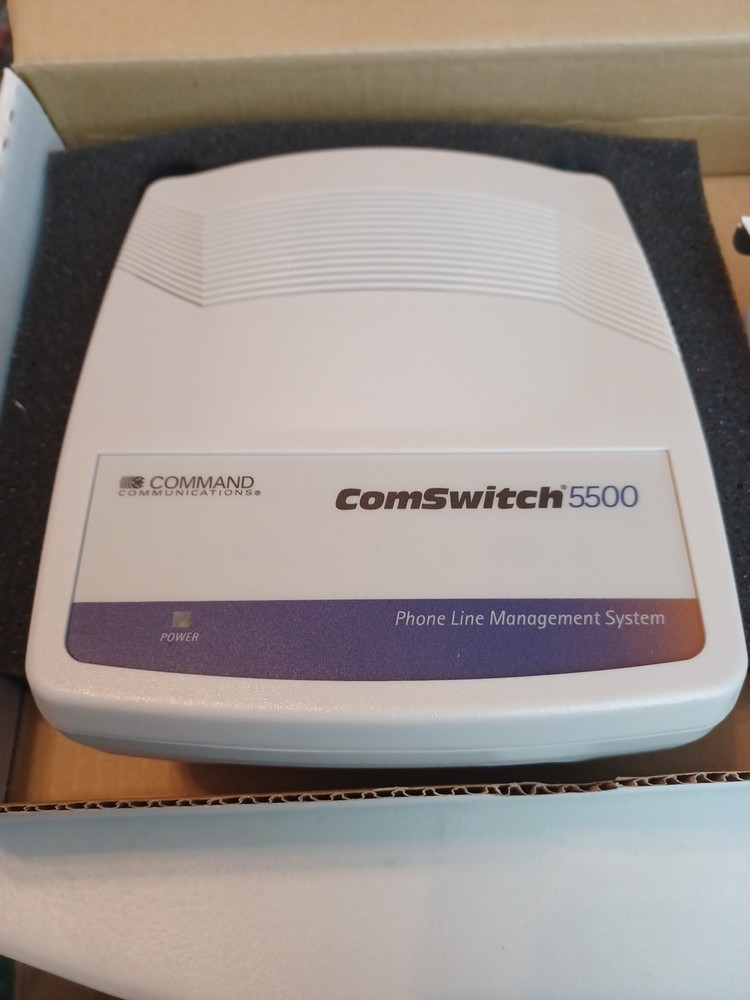 COMMAND
COMMUNICATIONS®
ComSwitch® 5500
Phone Line Management System
POWER